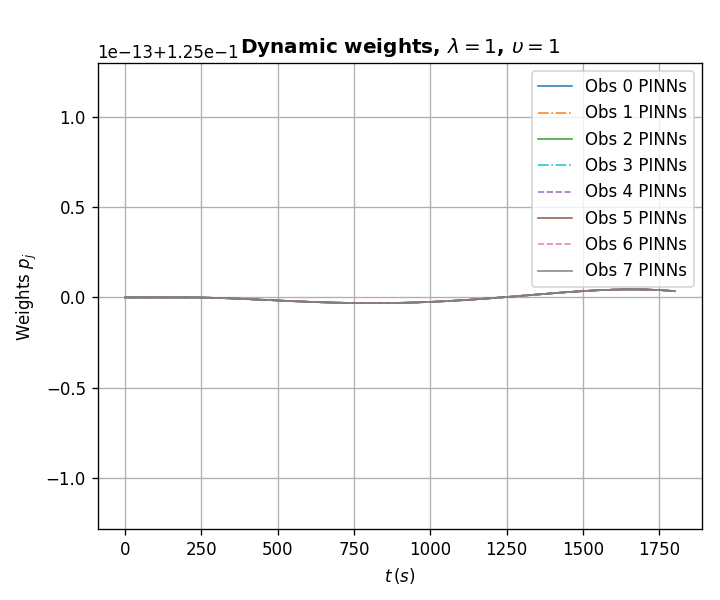 Dynamic weights, λ = 1, υ = 1
1e−13+1.25e−1
Obs 0 PINNs
Obs 1 PINNs
Obs 2 PINNs
Obs 3 PINNs
Obs 4 PINNs
Obs 5 PINNs
Obs 6 PINNs
Obs 7 PINNs
1.0
0.5
0.0
−0.5
−1.0
Weights pj
0 250 500 750 1000 1250 1500 1750
t (s)